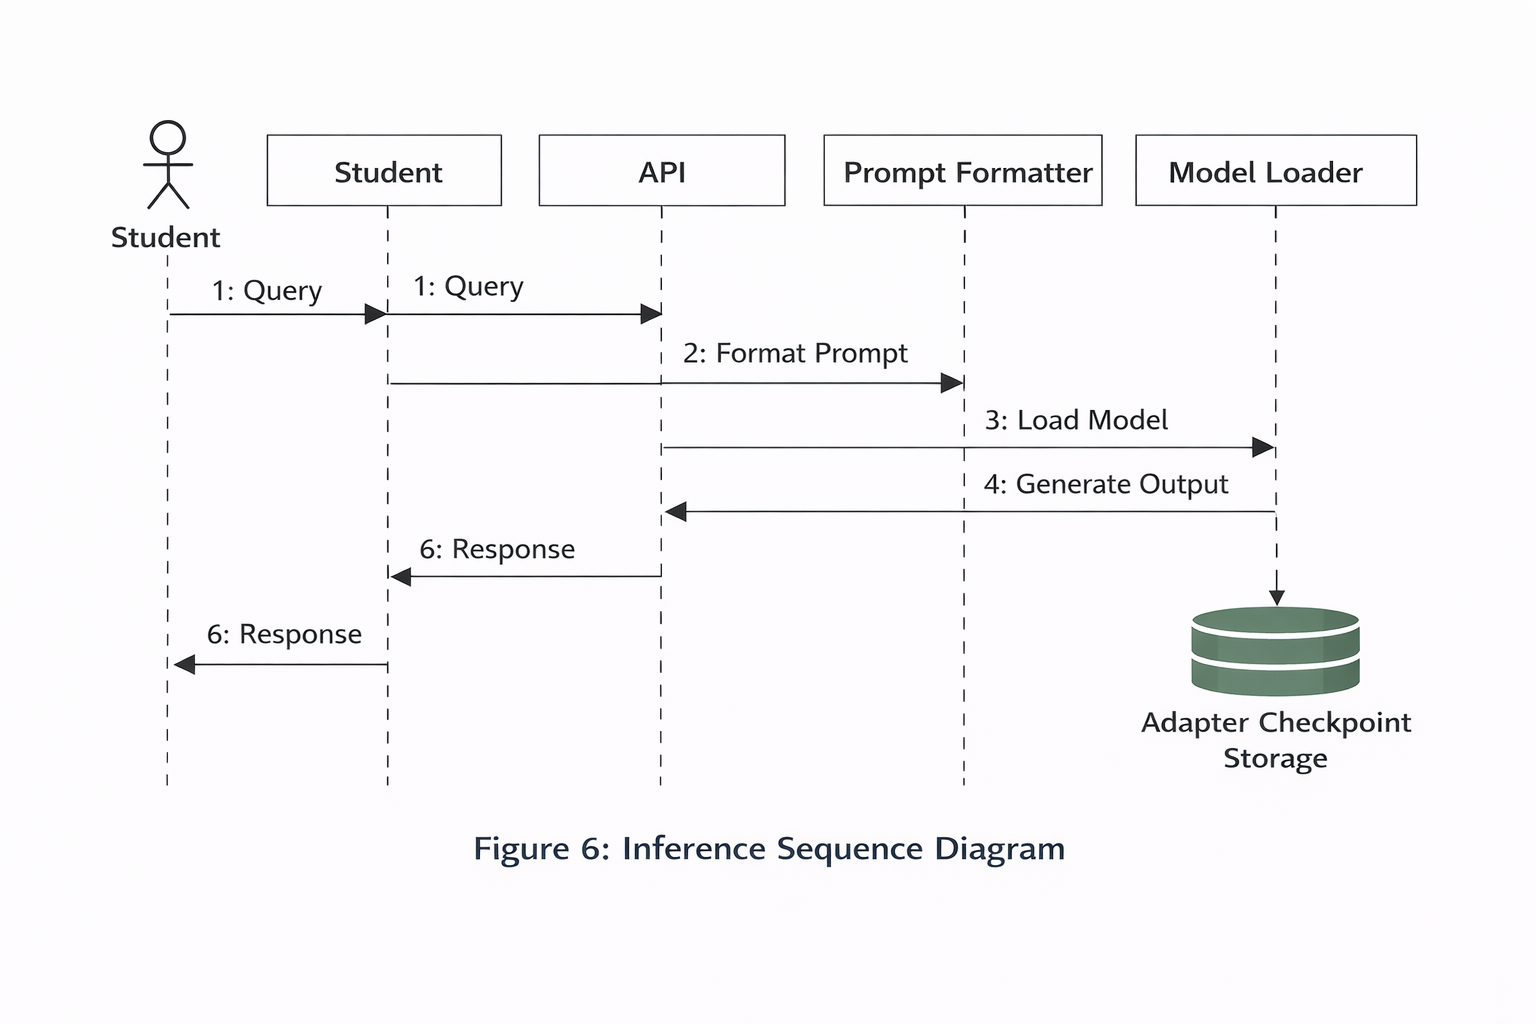 Student
API
Prompt Formatter
Model Loader
Student
1: Query
1: Query
2: Format Prompt
3: Load Model
4: Generate Output
6: Response
6: Response
Adapter Checkpoint
Storage
Figure 6: Inference Sequence Diagram